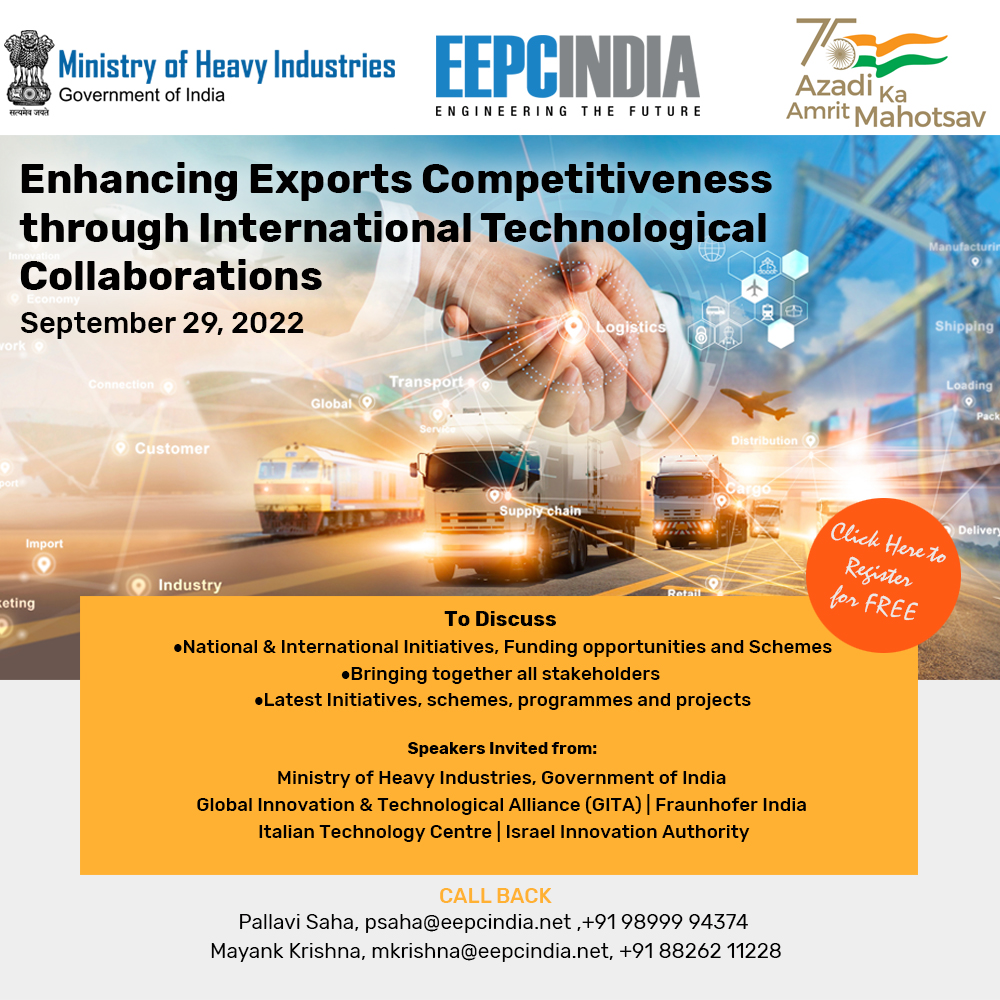 Ministry of Heavy Industries
Government of India
सत्यमेव जयते
EEPCINDIA
ENGINEERING THE FUTURE
75
Azadi
Ka
Amrit
Mahotsav
Enhancing Exports Competitiveness
through International Technological
Collaborations
September 29, 2022
Innovation
Economy
work
Connection
Customer
port
Import
keting
Industry
Global
Transport
Service
Logistics
Supply chain
Distribution
Cargo
Retail
Manufacturin
Shipping
Loading
Pack
Delivery
Click Here to
Register
for FREE
To Discuss
●National & International Initiatives, Funding opportunities and Schemes
●Bringing together all stakeholders
●Latest Initiatives, schemes, programmes and projects
Speakers Invited from:
Ministry of Heavy Industries, Government of India
Global Innovation & Technological Alliance (GITA) | Fraunhofer India
Italian Technology Centre | Israel Innovation Authority
CALL BACK
Pallavi Saha, psaha@eepcindia.net ,+91 98999 94374
Mayank Krishna, mkrishna@eepcindia.net, +91 88262 11228